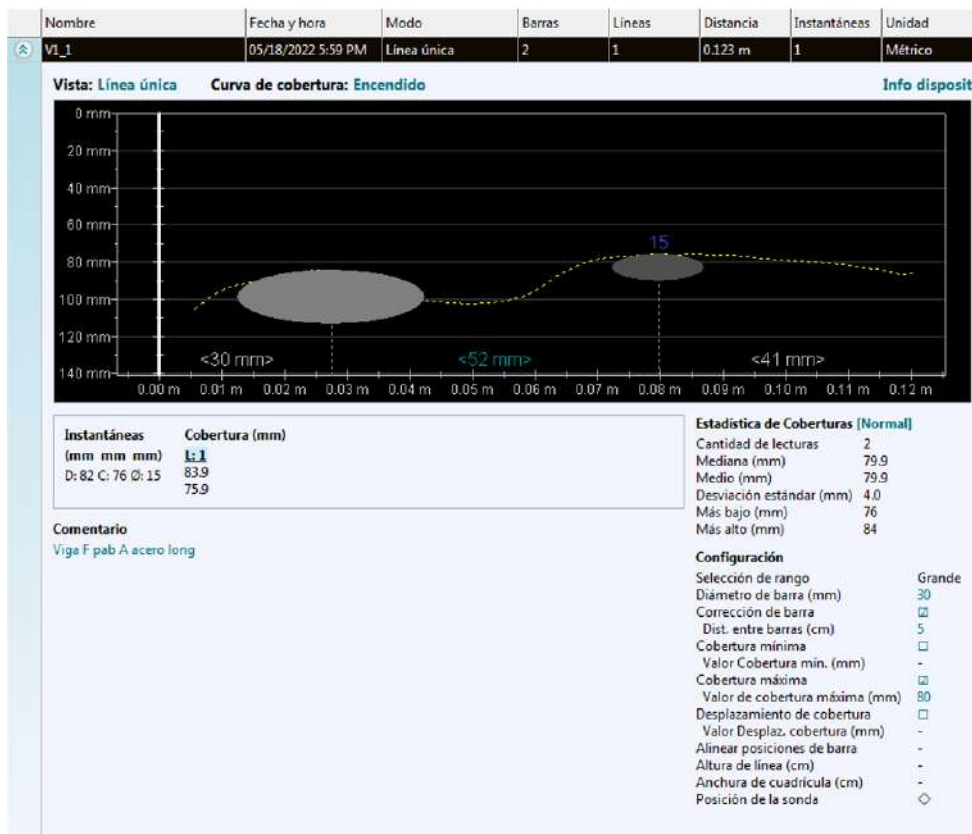 Nombre Fecha y hora Modo Barras Líneas Distancia Instantáneas Unidad
V1_1 05/18/2022 5:59 PM Línea única 2 1 0.123 m 1 Métrico
Vista: Línea única Curva de cobertura: Encendido Info disposit
0 mm
20 mm
40 mm
60 mm
15
80 mm
100 mm
120 mm
<30 mm> <52 mm> <41 mm>
140 mm
0.00 m 0.01 m 0.02 m 0.03 m 0.04 m 0.05 m 0.06 m 0.07 m 0.08 m 0.09 m 0.10 m 0.11 m 0.12 m
Instantáneas Cobertura (mm)
(mm mm mm) L: 1
D: 82 C: 76 Ø: 15 83.9
75.9
Comentario
Viga F pab A acero long
Estadística de Coberturas [Normal]
Cantidad de lecturas 2
Mediana (mm) 79.9
Medio (mm) 79.9
Desviación estándar (mm) 4.0
Más bajo (mm) 76
Más alto (mm) 84
Configuración
Selección de rango Grande
Diámetro de barra (mm) 30
Corrección de barra ☑
Dist. entre barras (cm) 5
Cobertura mínima ☐
Valor Cobertura mín. (mm) -
Cobertura máxima ☑
Valor de cobertura máxima (mm) 80
Desplazamiento de cobertura ☐
Valor Desplaz. cobertura (mm) -
Alinear posiciones de barra -
Altura de línea (cm) -
Anchura de cuadrícula (cm) -
Posición de la sonda ◇